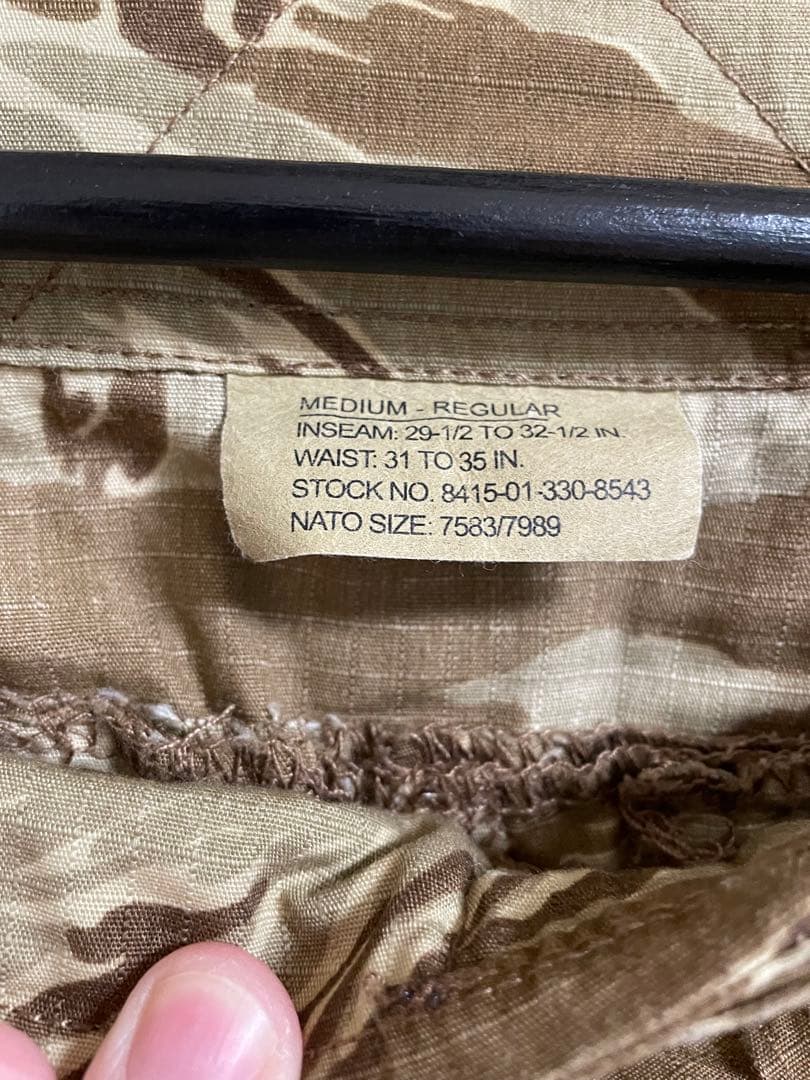 MEDIUM - REGULAR
INSEAM: 29-1/2 TO 32-1/2 IN.
WAIST: 31 TO 35 IN.
STOCK NO. 8415-01-330-8543
NATO SIZE: 7583/7989